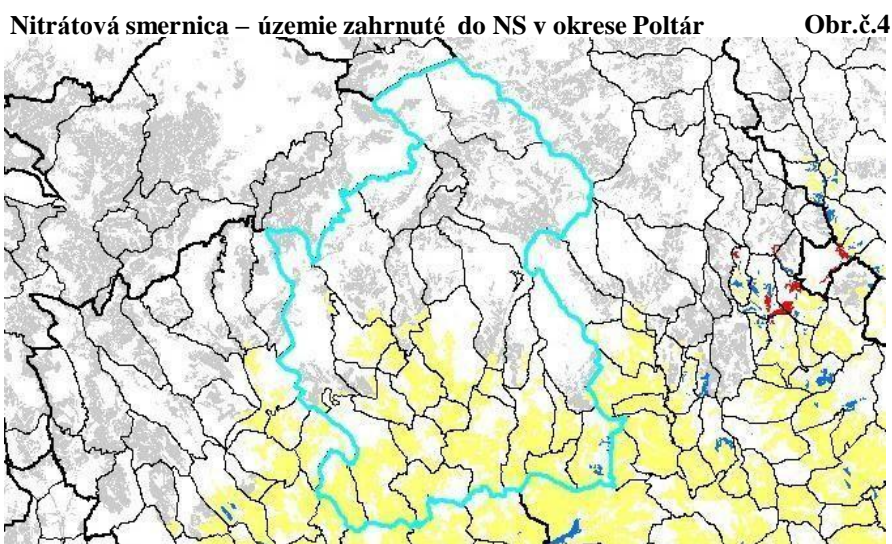 Nitrátová smernica – územie zahrnuté do NS v okrese Poltár Obr.č.4